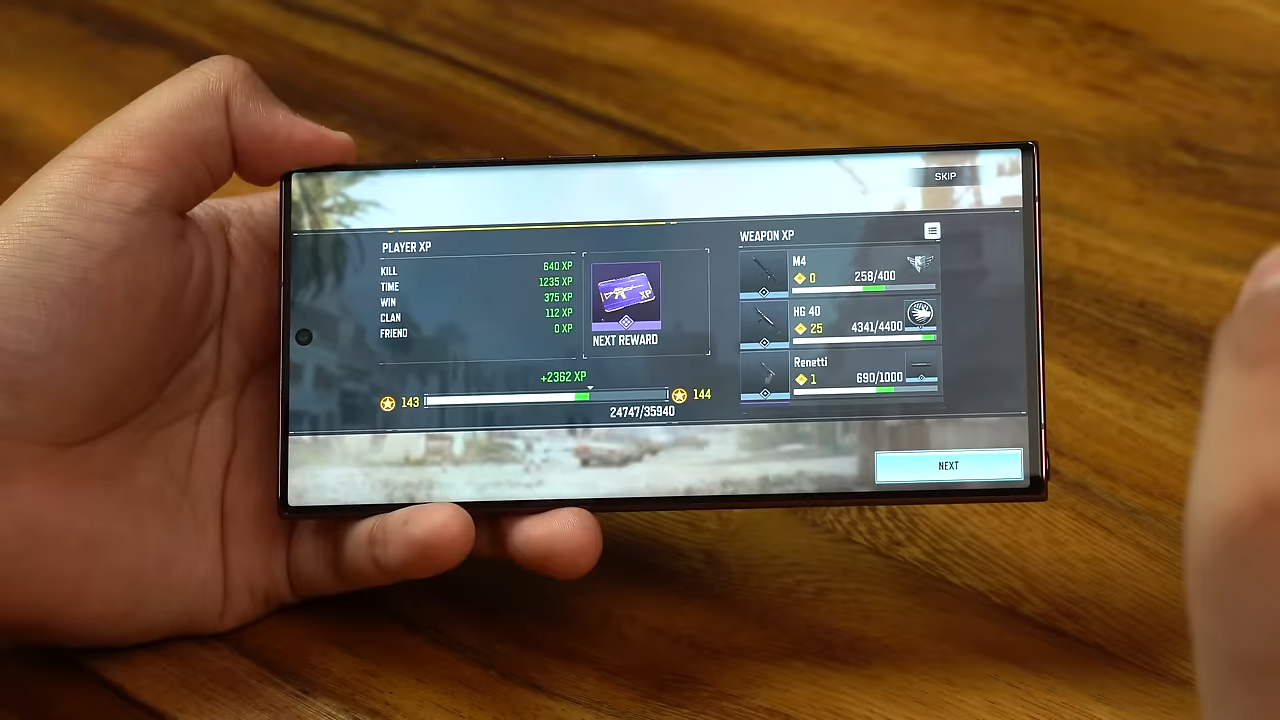 SKIP
PLAYER XP
KILL 640 XP
TIME 1235 XP
WIN 375 XP
CLAN 112 XP
FRIEND 0 XP
XP
NEXT REWARD
+2362 XP
143
144
24747/35940
WEAPON XP
M4
0 258/400
HG 40
25 4341/4400
Renetti
1 690/1000
NEXT